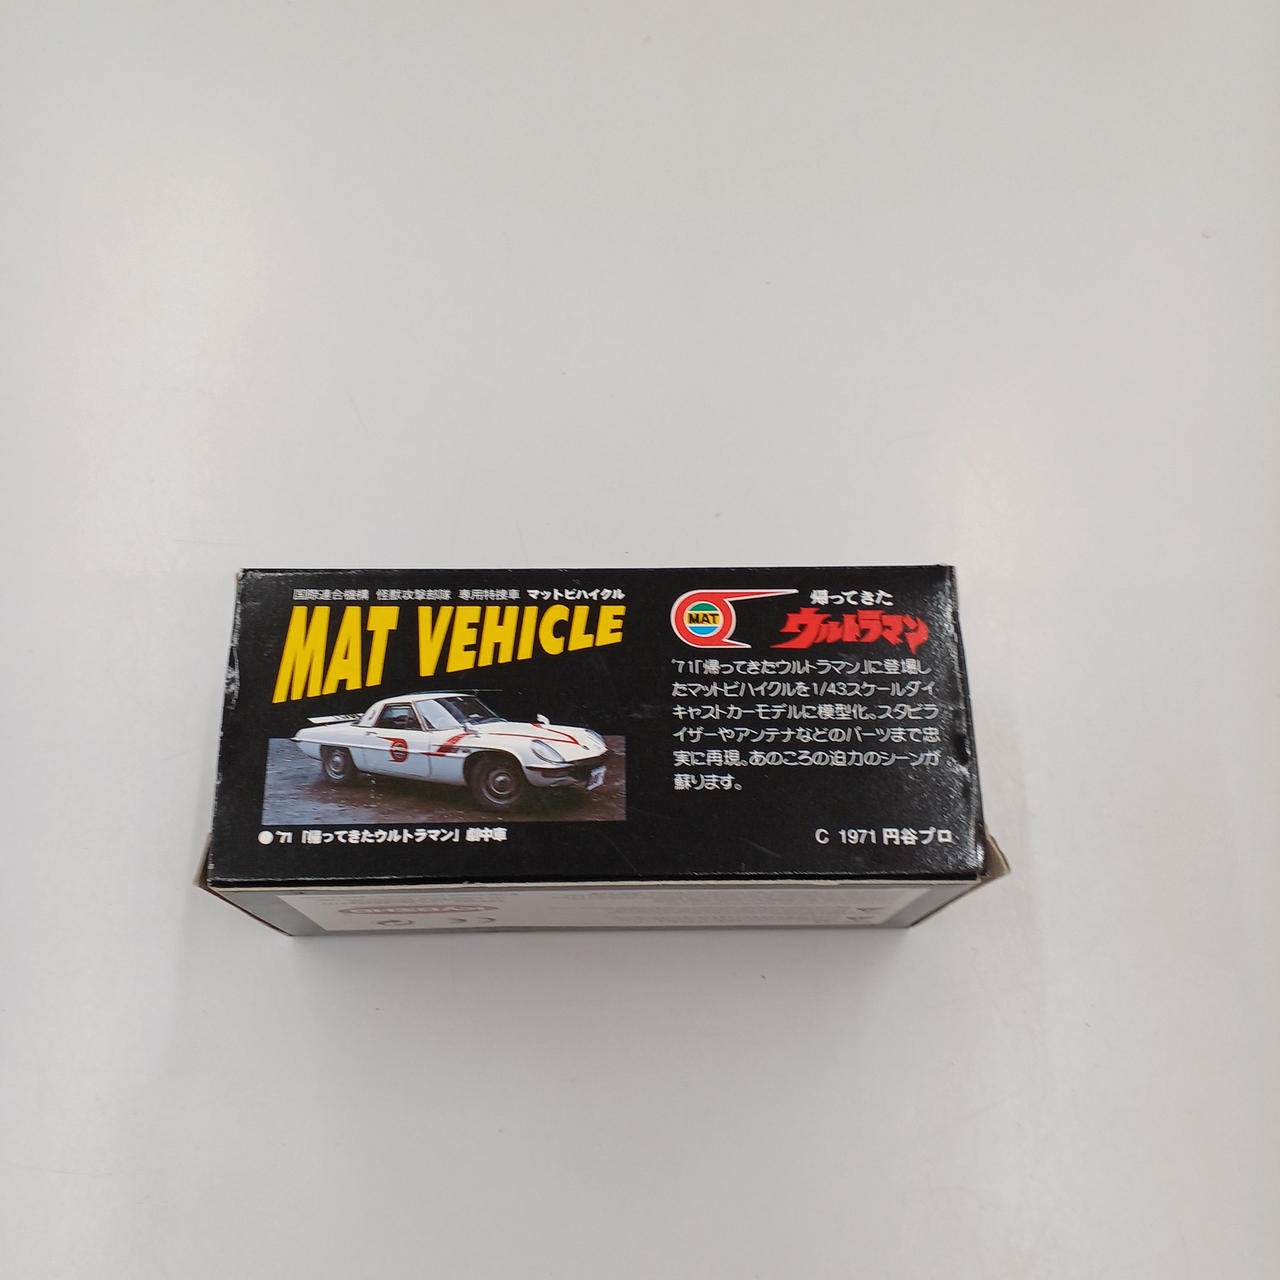 国際連合機構 怪獣攻撃部隊 専用特捜車 マットビハイクル
MAT VEHICLE
●'71「帰ってきたウルトラマン」劇中車
MAT
帰ってきた
ウルトラマン
'71「帰ってきたウルトラマン」に登場し
たマットビハイクルを1/43スケールダイ
キャストカーモデルに模型化。スタビラ
イザーやアンテナなどのパーツまで忠
実に再現。あのころの迫力のシーンが
蘇ります。
C 1971 円谷プロ
CE